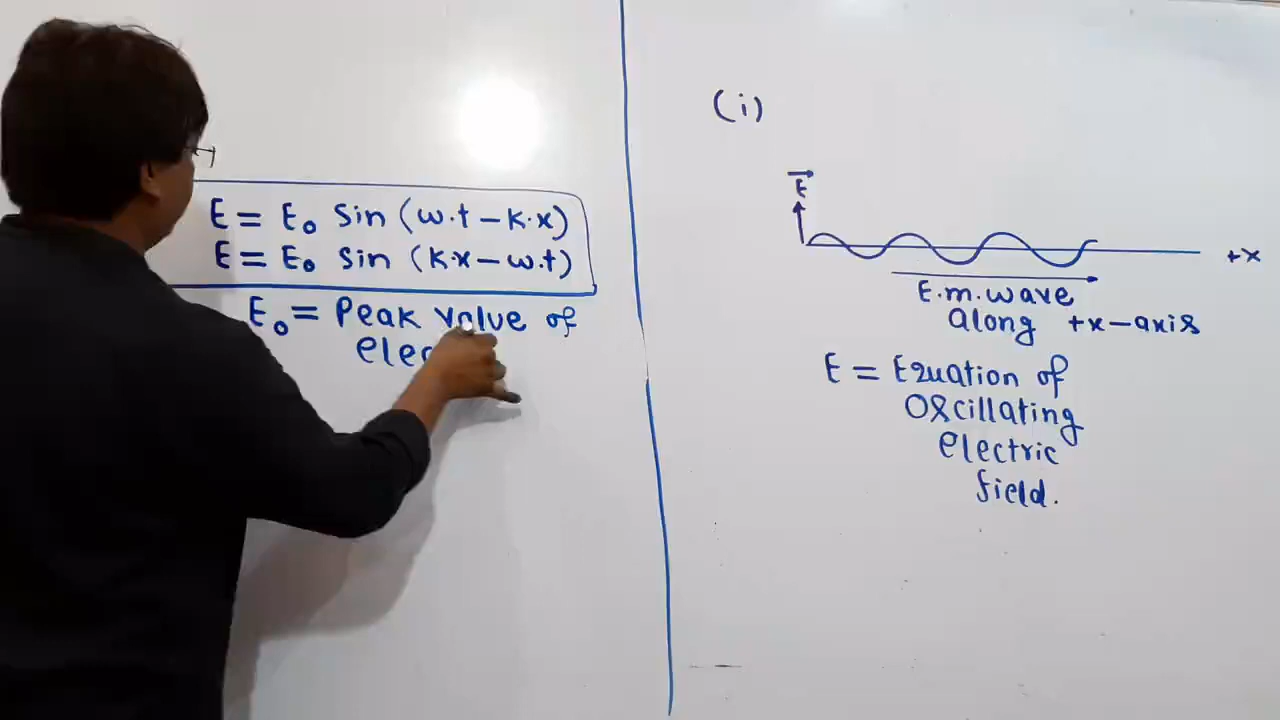 E = E₀ Sin (w.t – K.x)
E = E₀ Sin (K.x – w.t)
E₀ = Peak value of
(i)
E
+x
E.m.wave
along +x-axis
E = Equation of
Oscillating
electric
field.